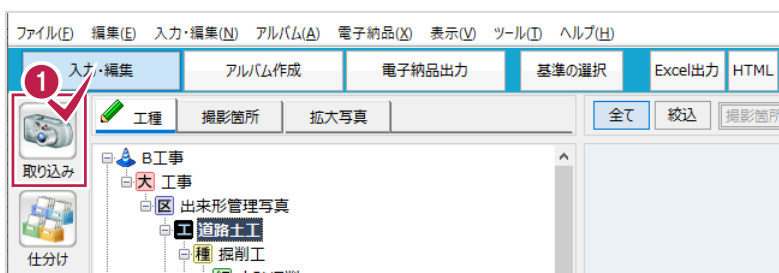 ファイル(F) 編集(E) 入力・編集(N) アルバム(A) 電子納品(X) 表示(V) ツール(T) ヘルプ(H)
入力・編集 アルバム作成 電子納品出力 基準の選択 Excel出力 HTML
1
取り込み
工種 撮影箇所 拡大写真 全て 絞込 撮影箇所
B工事
大 工事
区 出来形管理写真
工 道路土工
種 掘削工
仕分け